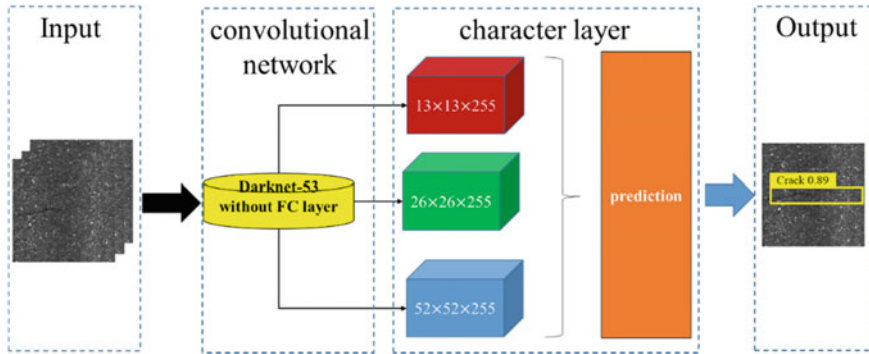 Input
convolutional
network
character layer
Output
13×13×255
Darknet-53
without FC layer
26×26×255
52×52×255
prediction
Crack 0.89